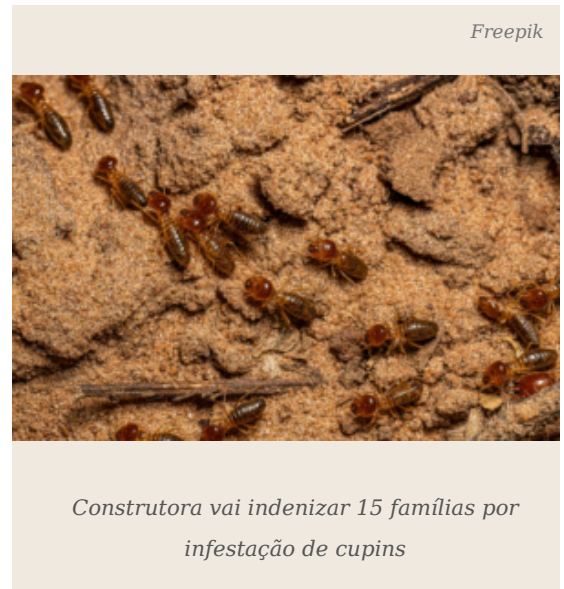 Freepik
Construtora vai indenizar 15 famílias por
infestação de cupins